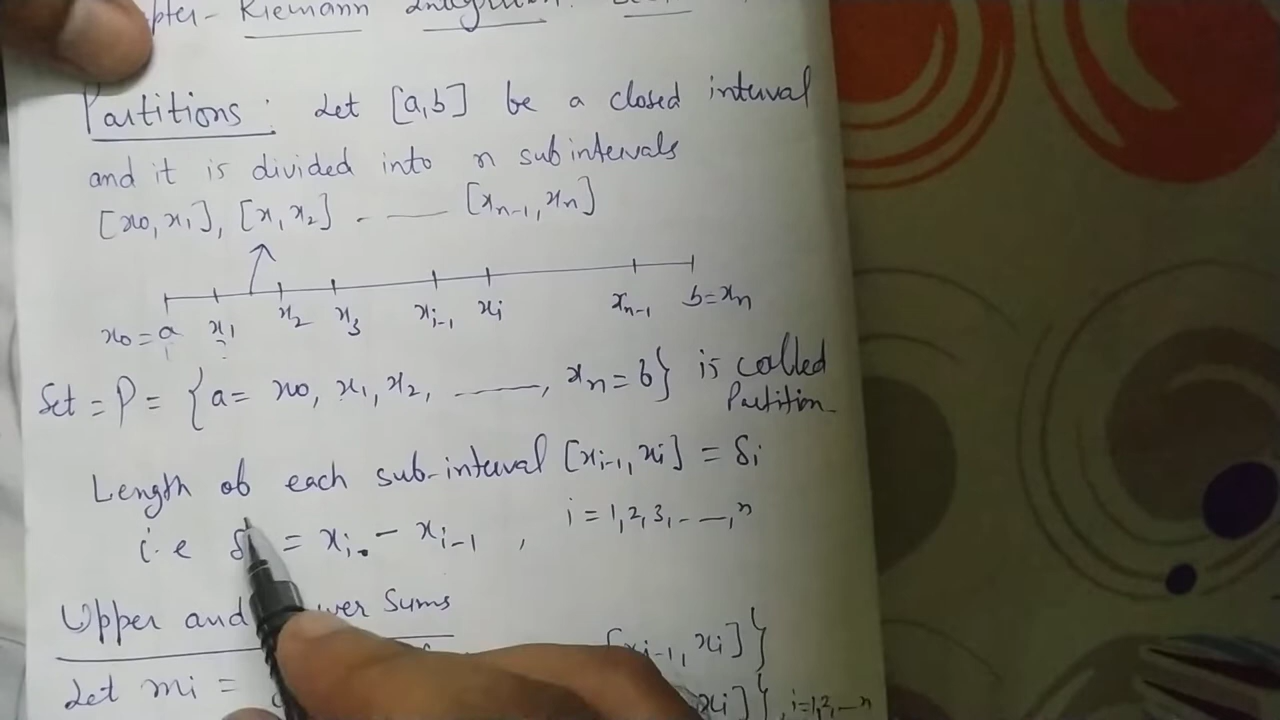 Riemann
Partitions : Let [a,b] be a closed interval
and it is divided into n subintervals
[x0, x1], [x, x2] - —— [xn-1, xn]
x0=a x1 x2 x3 xi-1 xi xn-1 b=xn
Set = P = {a= x0, x1, x2, ——, xn = b} is called
Partition
Length of each sub-interval [xi-1, xi] = δi
i.e δ = xi - xi-1 , i = 1,2,3,- —,n
Upper and Sums
Let mi = [xi-1, xi]}
xi]}, i=1,2,—n